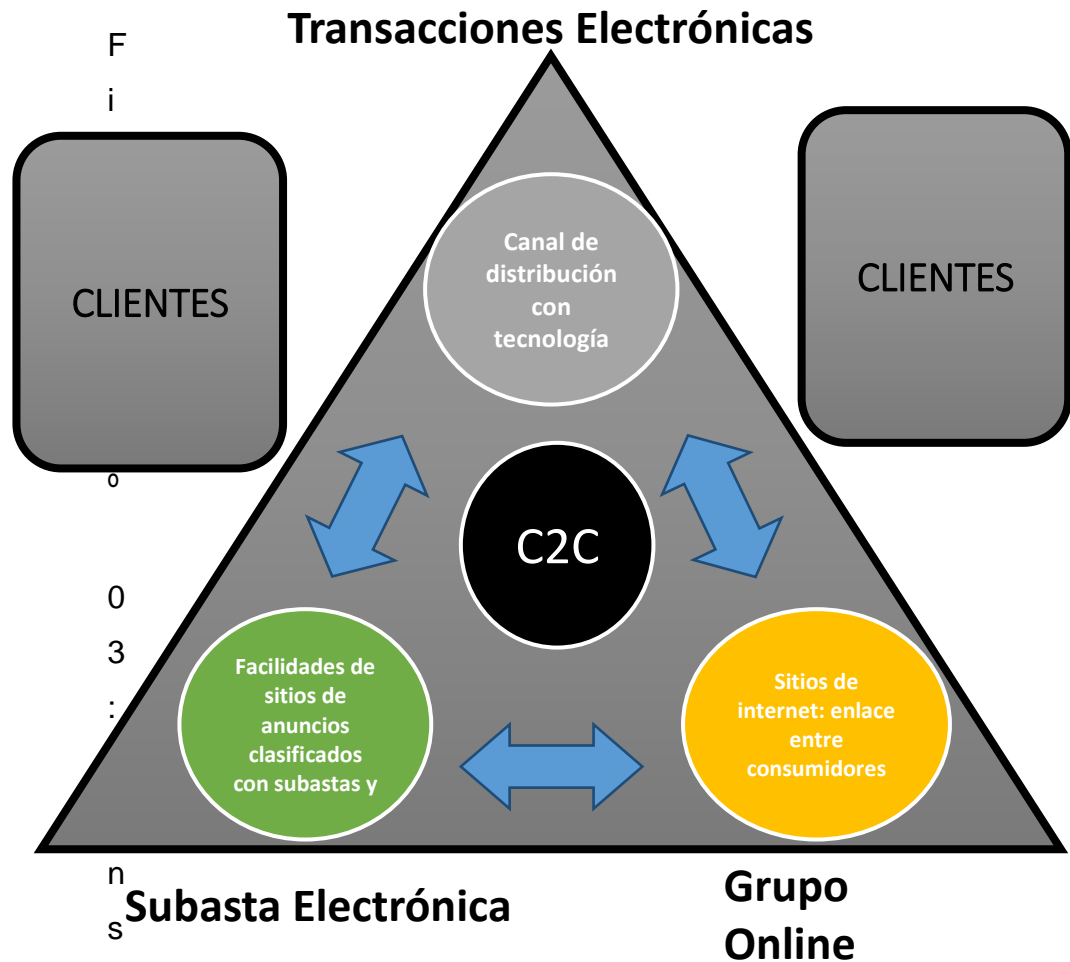 Transacciones Electrónicas
F
i
CLIENTES
CLIENTES
Canal de
distribución
con
tecnología
º
C2C
0
3
:
Facilidades de
sitios de
anuncios
clasificados
con subastas y
Sitios de
internet: enlace
entre
consumidores
n
s
Subasta Electrónica
Grupo
Online